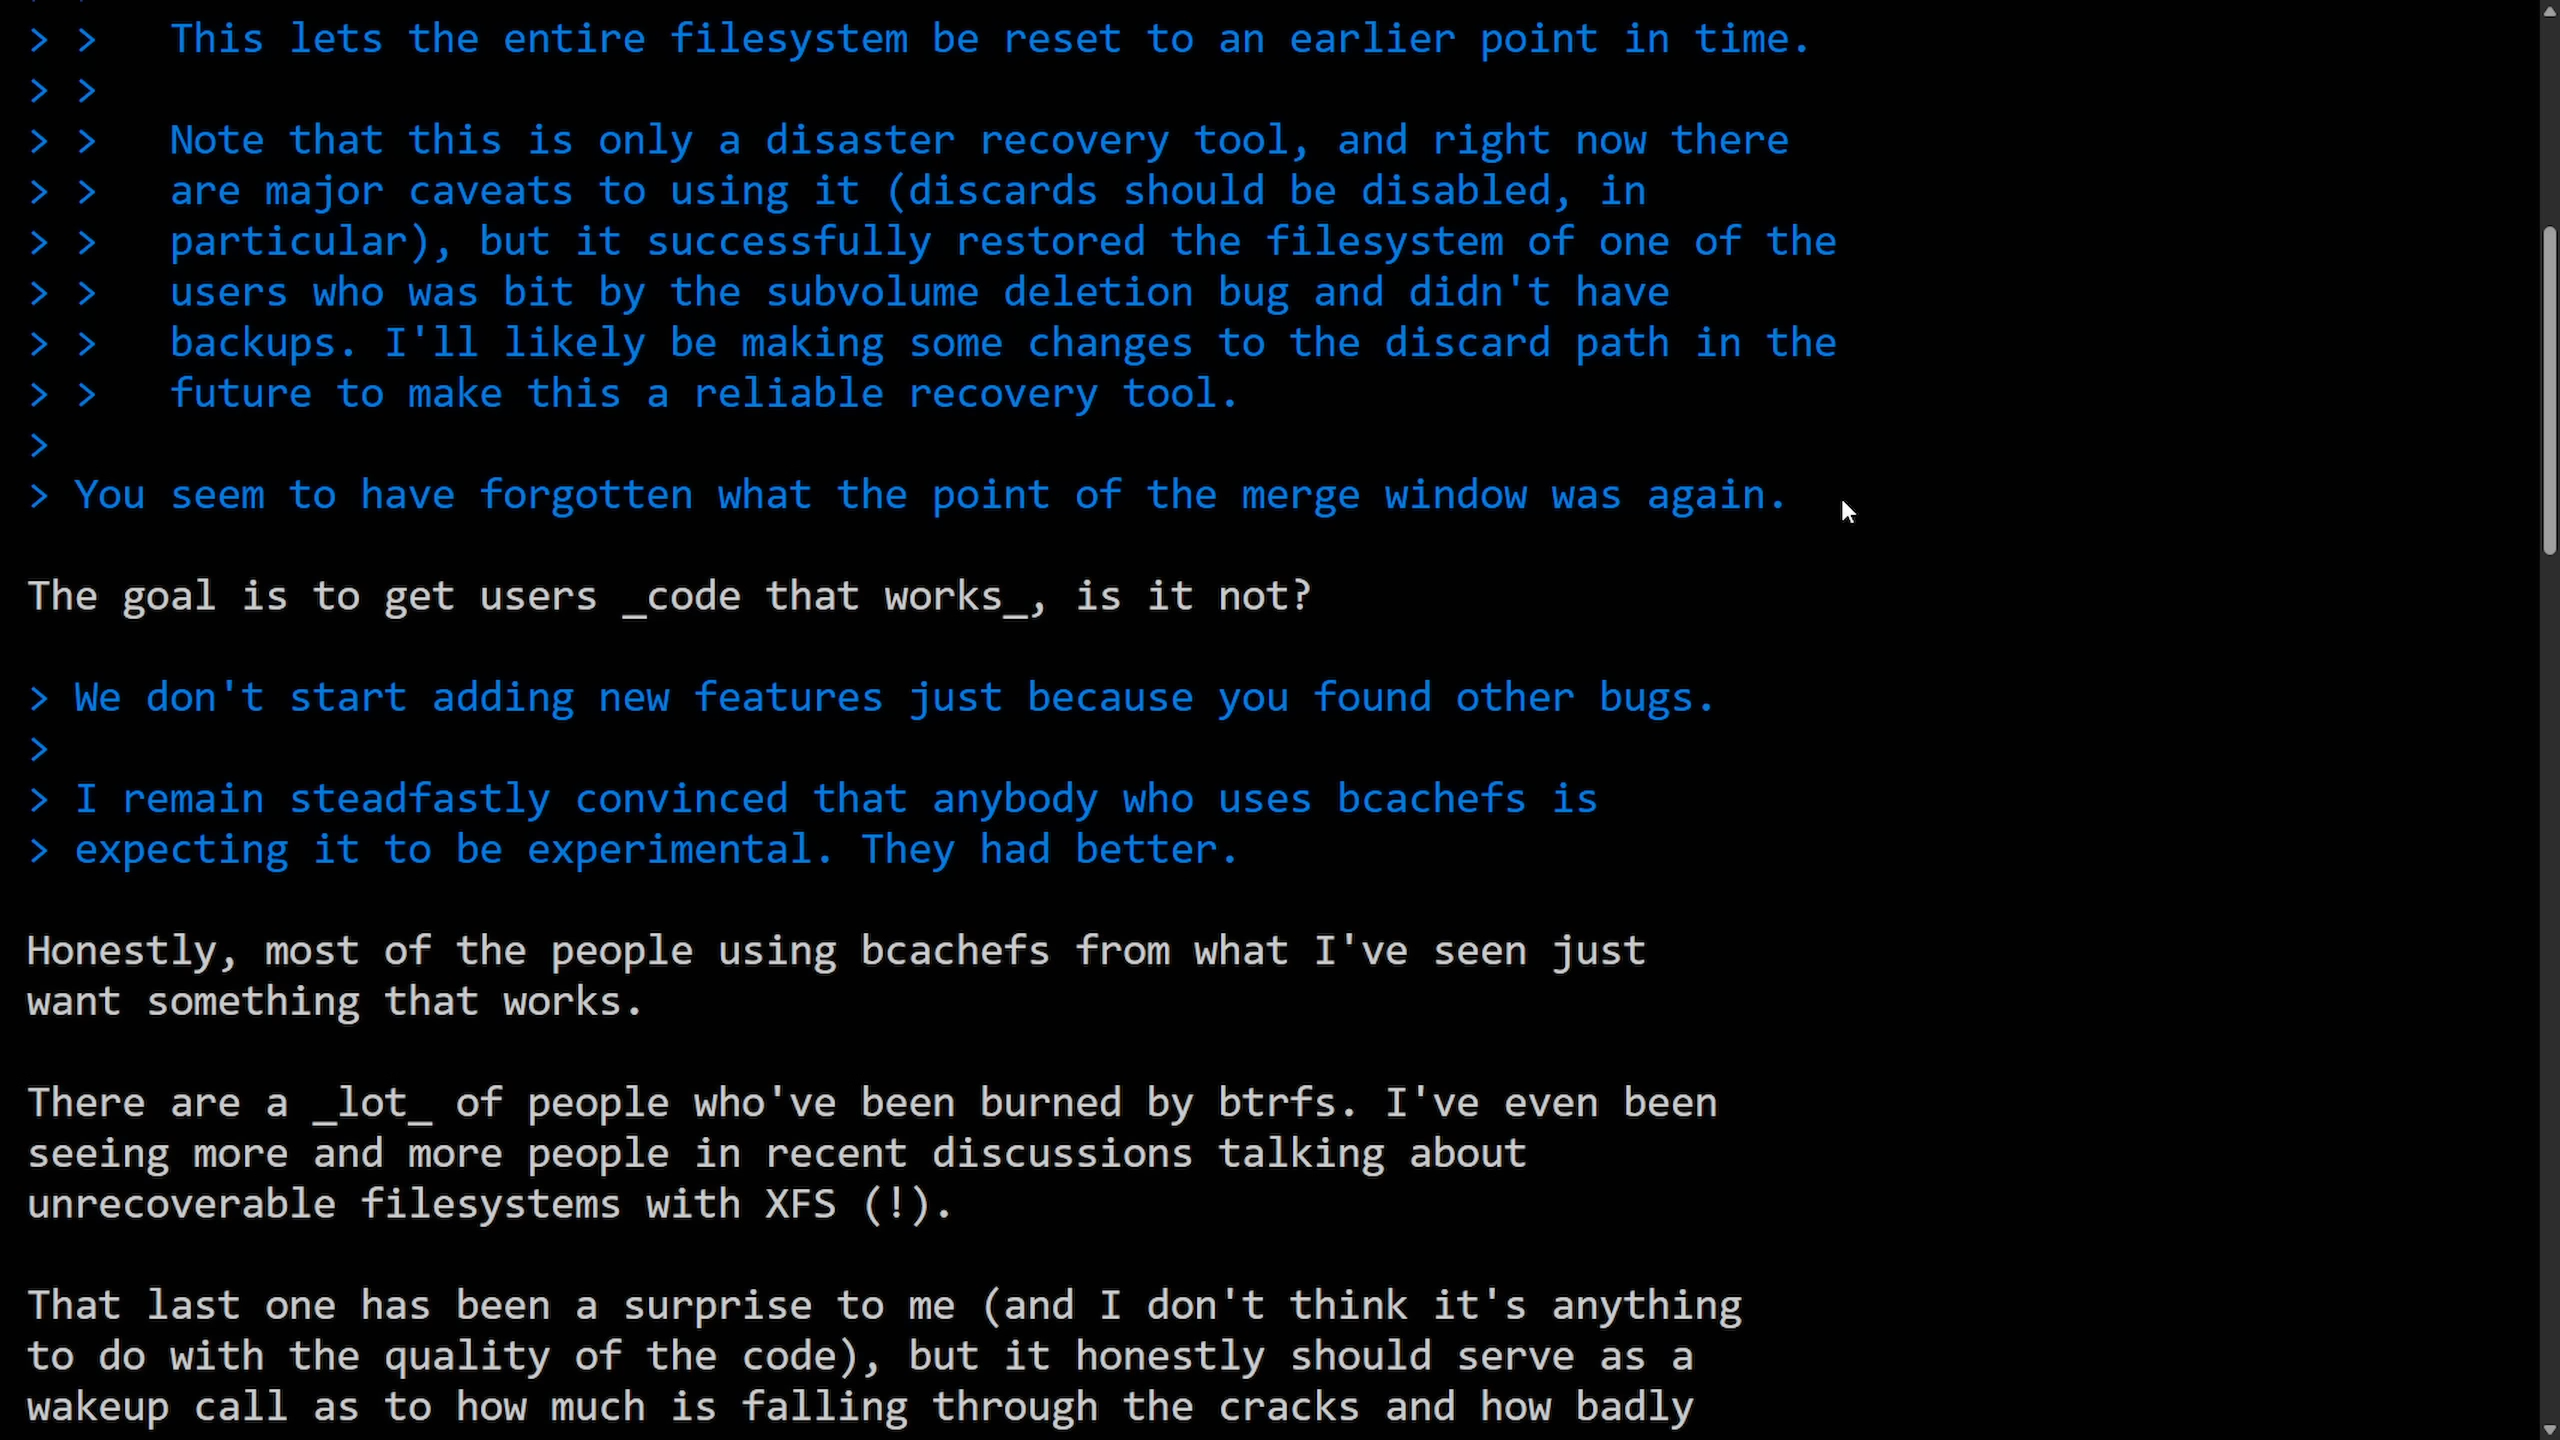 > >   This lets the entire filesystem be reset to an earlier point in time.
> >
> >   Note that this is only a disaster recovery tool, and right now there
> >   are major caveats to using it (discards should be disabled, in
> >   particular), but it successfully restored the filesystem of one of the
> >   users who was bit by the subvolume deletion bug and didn't have
> >   backups. I'll likely be making some changes to the discard path in the
> >   future to make this a reliable recovery tool.
>
> You seem to have forgotten what the point of the merge window was again.
The goal is to get users _code that works_, is it not?
> We don't start adding new features just because you found other bugs.
>
> I remain steadfastly convinced that anybody who uses bcachefs is
> expecting it to be experimental. They had better.
Honestly, most of the people using bcachefs from what I've seen just
want something that works.
There are a _lot_ of people who've been burned by btrfs. I've even been
seeing more and more people in recent discussions talking about
unrecoverable filesystems with XFS (!).
That last one has been a surprise to me (and I don't think it's anything
to do with the quality of the code), but it honestly should serve as a
wakeup call as to how much is falling through the cracks and how badly